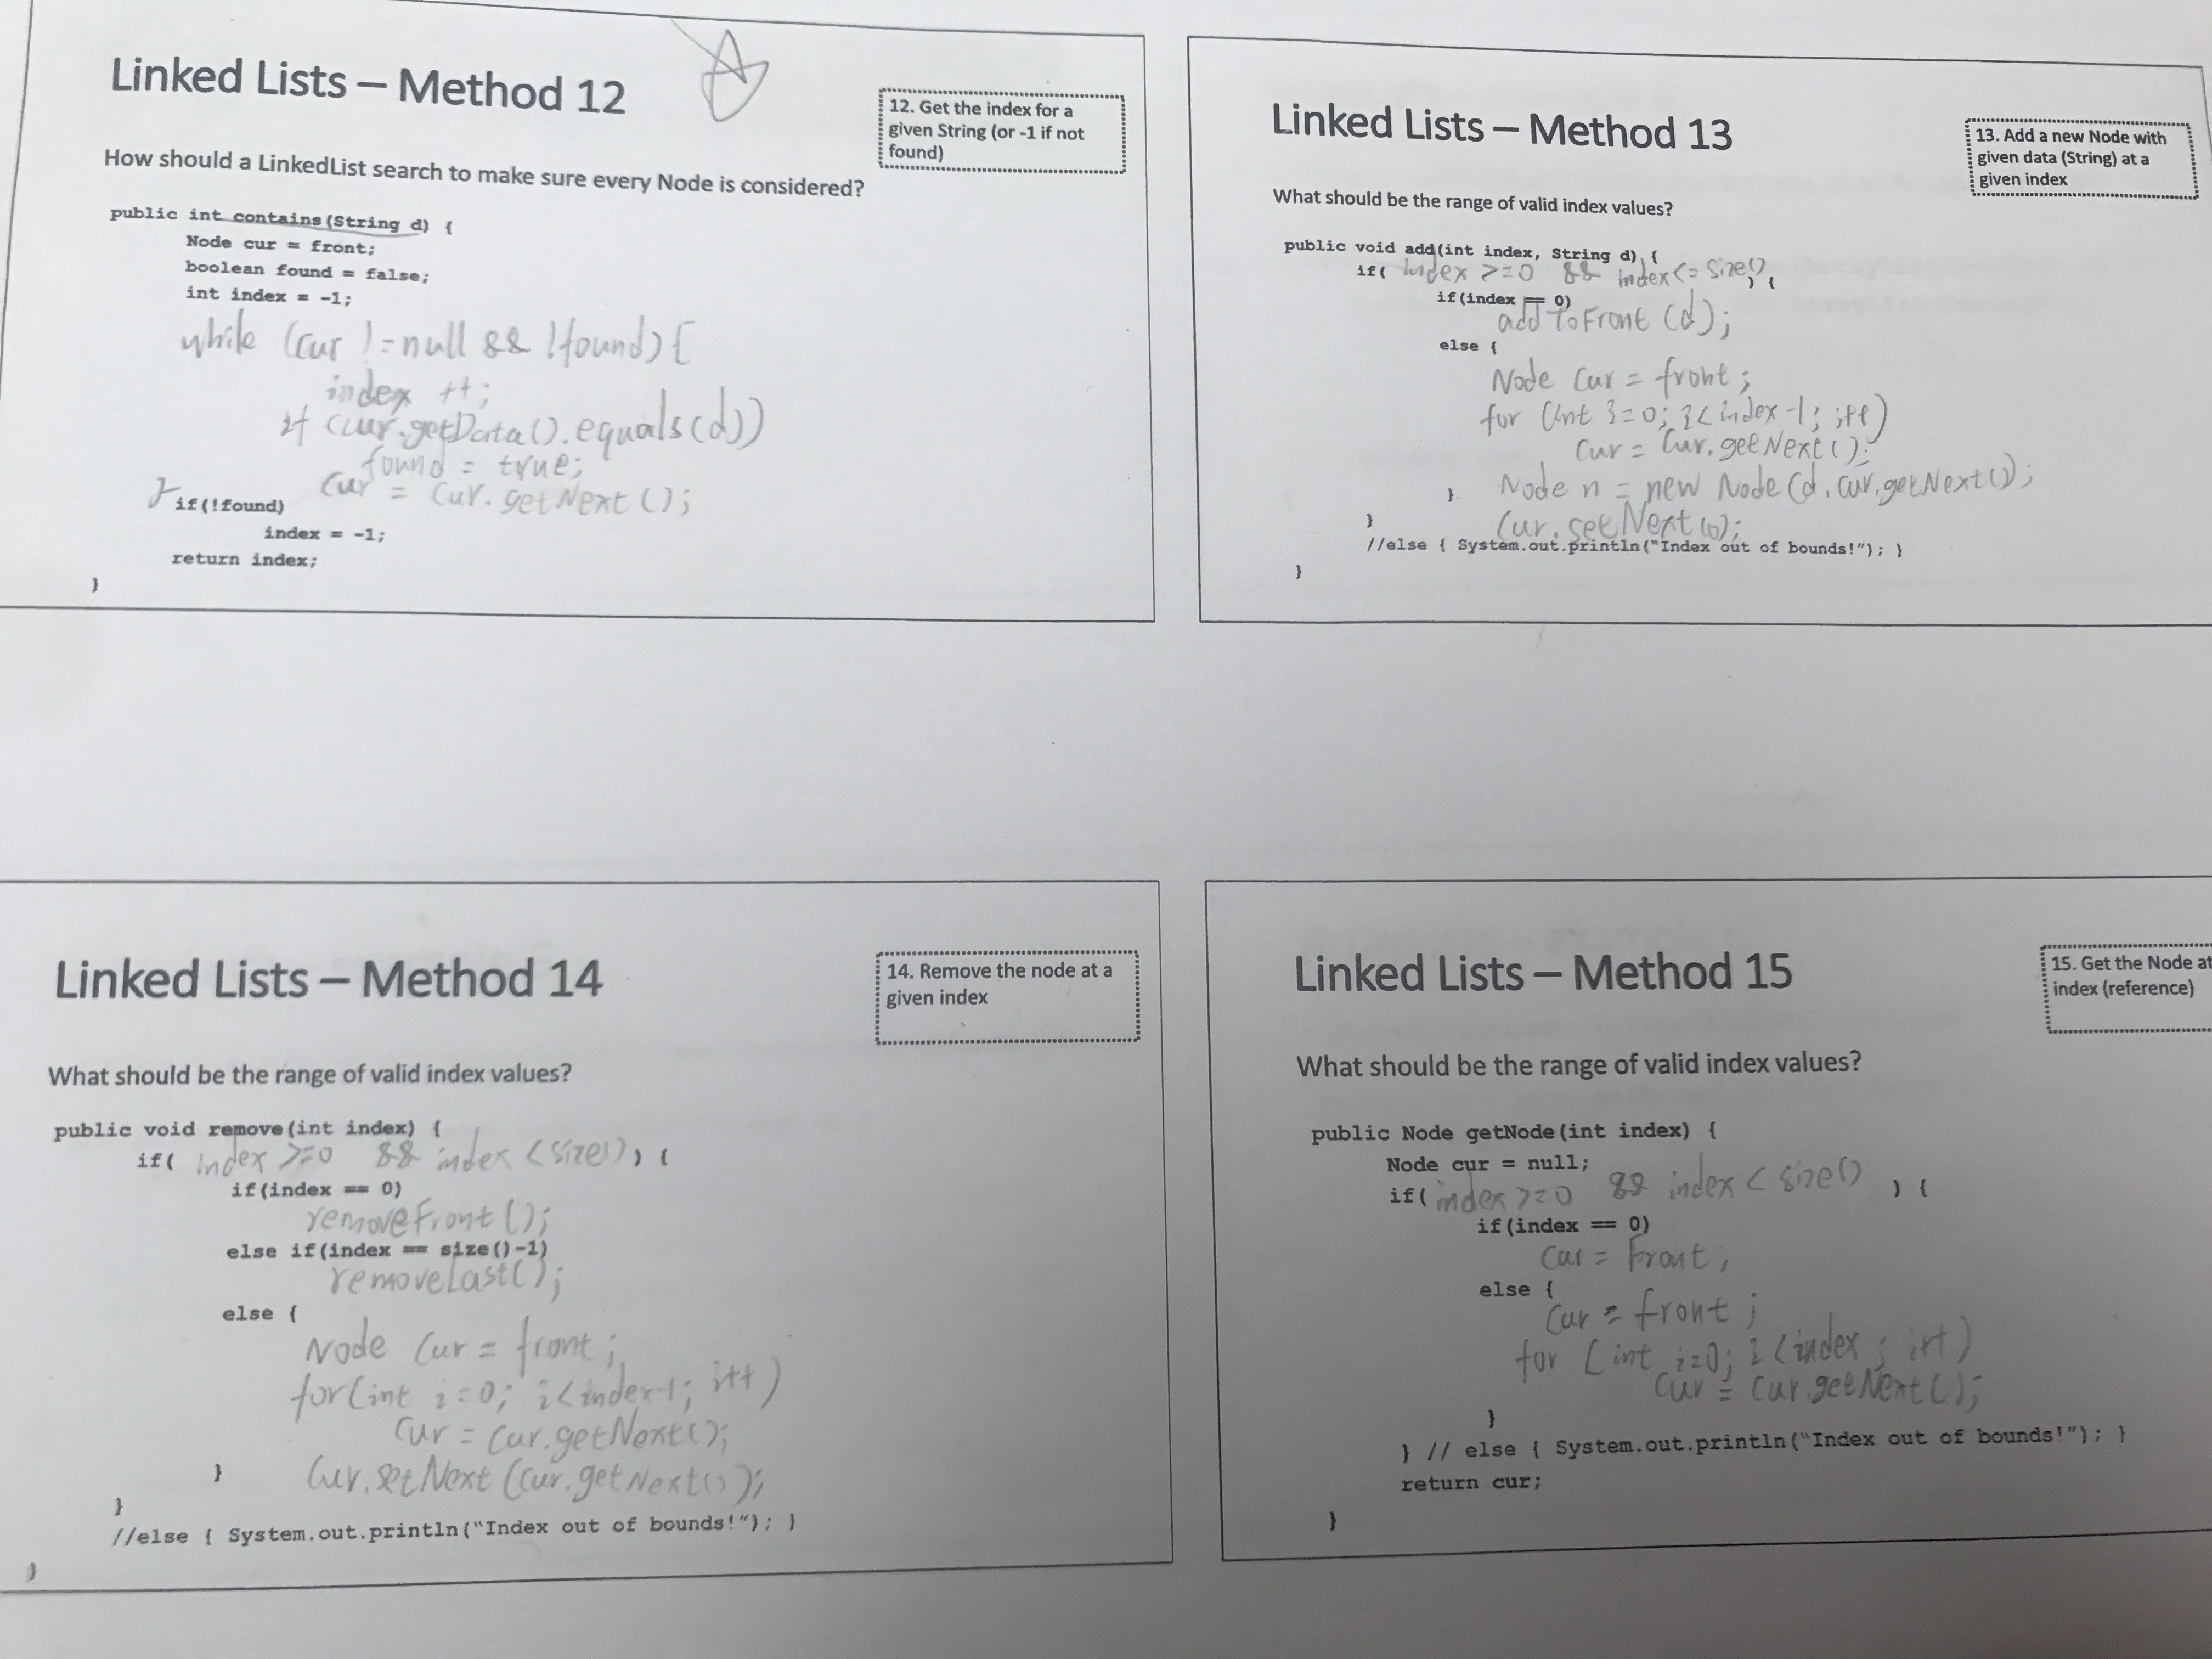 Linked Lists – Method 12
12. Get the index for a
given String (or -1 if not
found)
How should a LinkedList search to make sure every Node is considered?
public int contains(String d) {
Node cur = front;
boolean found = false;
int index = -1;
while (cur != null && !found) {
index ++;
if (cur.getData().equals(d))
found = true;
cur = cur.getNext();
}
if(!found)
index = -1;
return index;
}
Linked Lists – Method 13
13. Add a new Node with
given data (String) at a
given index
What should be the range of valid index values?
public void add(int index, String d) {
if( index >=0 && index <= size() ) {
if(index == 0)
addToFront (d);
else {
Node cur = front;
for (int i=0; i<index-1; i++)
cur = cur.getNext();
Node n = new Node(d, cur.getNext());
}
cur.setNext(n);
}
//else { System.out.println("Index out of bounds!"); }
}
Linked Lists – Method 14
14. Remove the node at a
given index
What should be the range of valid index values?
public void remove(int index) {
if( index >=0 && index < size() ) {
if(index == 0)
removeFront ();
else if(index == size()-1)
removeLast();
else {
Node cur = front;
for (int i=0; i<index-1; i++)
cur = cur.getNext();
} cur.setNext (cur.getNext());
}
//else { System.out.println("Index out of bounds!"); }
}
Linked Lists – Method 15
15. Get the Node at
index (reference)
What should be the range of valid index values?
public Node getNode(int index) {
Node cur = null;
if( index >=0 && index < size() ) {
if(index == 0)
cur = front;
else {
cur = front;
for (int i=0; i<index; i++)
cur = cur.getNext();
}
} // else { System.out.println("Index out of bounds!"); }
return cur;
}